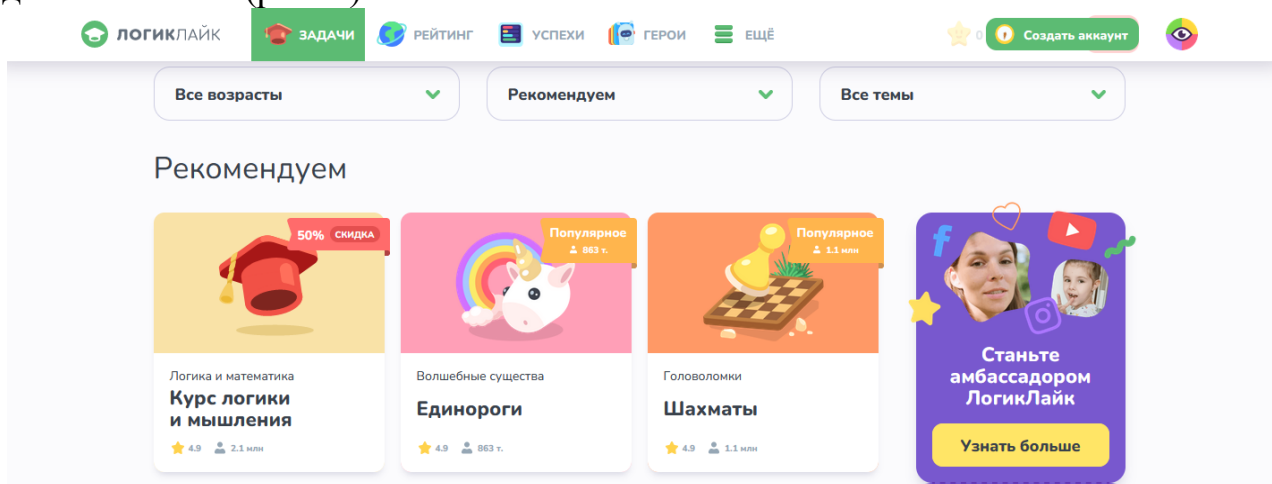 ЛОГИКЛАЙК
ЗАДАЧИ
РЕЙТИНГ
УСПЕХИ
ГЕРОИ
ЕЩЁ
0
Создать аккаунт
Все возрасты
Рекомендуем
Все темы
Рекомендуем
50% СКИДКА
Логика и математика
Курс логики
и мышления
4.9 2.1 млн
Популярное
863 т.
Волшебные существа
Единороги
4.9 863 т.
Популярное
1.1 млн
Головоломки
Шахматы
4.9 1.1 млн
Станьте
амбассадором
ЛогикЛайк
Узнать больше